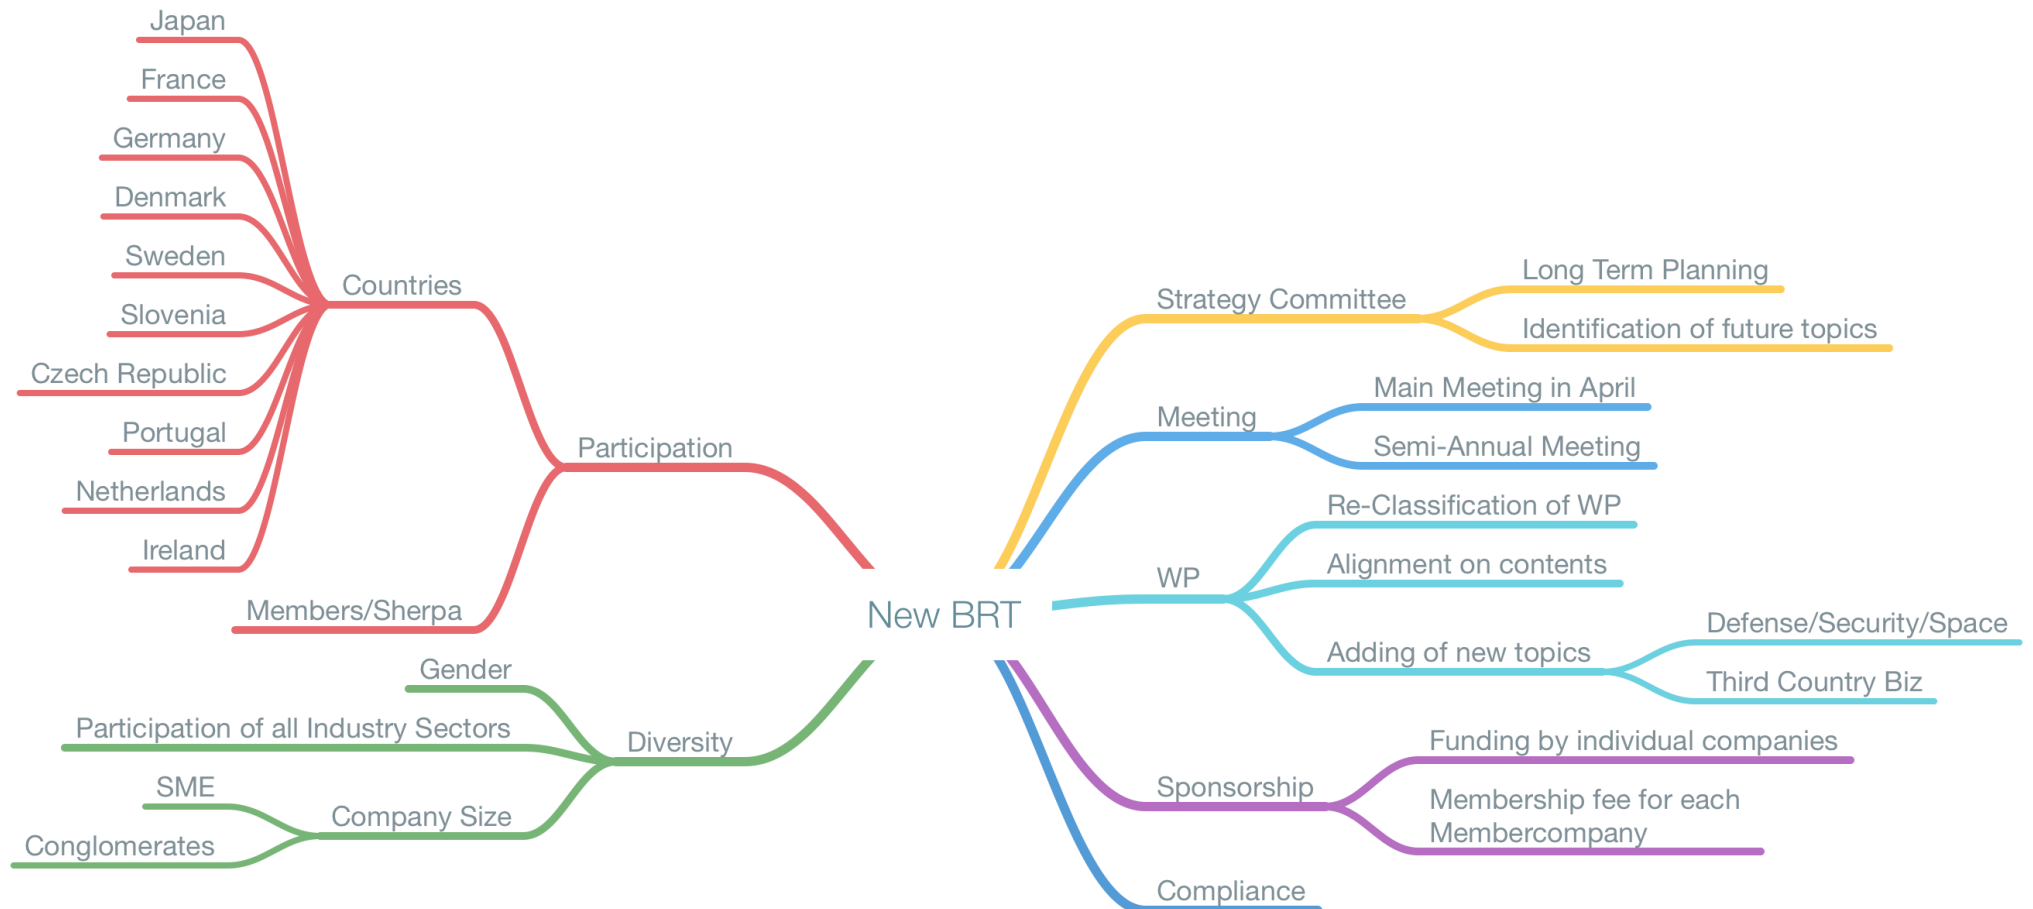 Japan
France
Germany
Denmark
Sweden
Slovenia
Czech Republic
Portugal
Netherlands
Ireland
Countries
Members/Sherpa
Participation
Gender
Participation of all Industry Sectors
SME
Conglomerates
Company Size
Diversity
New BRT
Strategy Committee
Long Term Planning
Identification of future topics
Meeting
Main Meeting in April
Semi-Annual Meeting
WP
Re-Classification of WP
Alignment on contents
Adding of new topics
Defense/Security/Space
Third Country Biz
Sponsorship
Funding by individual companies
Membership fee for each
Membercompany
Compliance